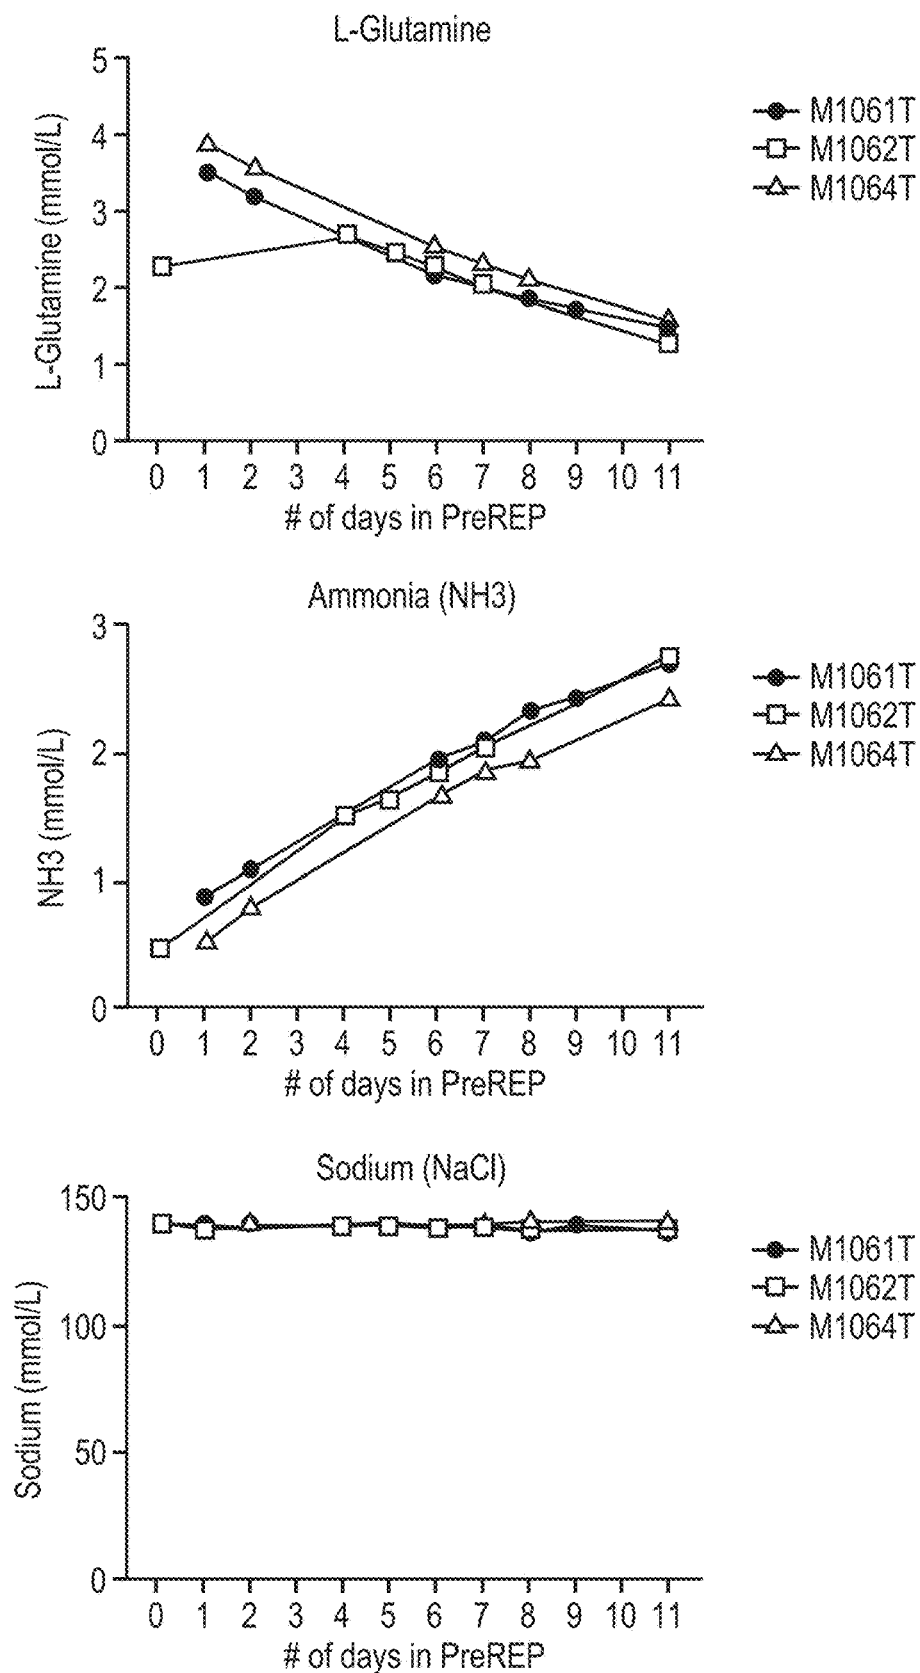 L-Glutamine
5
4
3
2
1
0
L-Glutamine (mmol/L)
0 1 2 3 4 5 6 7 8 9 10 11
# of days in PreREP
M1061T
M1062T
M1064T
Ammonia (NH3)
3
2
1
0
NH3 (mmol/L)
0 1 2 3 4 5 6 7 8 9 10 11
# of days in PreREP
M1061T
M1062T
M1064T
Sodium (NaCl)
150
100
50
0
Sodium (mmol/L)
0 1 2 3 4 5 6 7 8 9 10 11
# of days in PreREP
M1061T
M1062T
M1064T